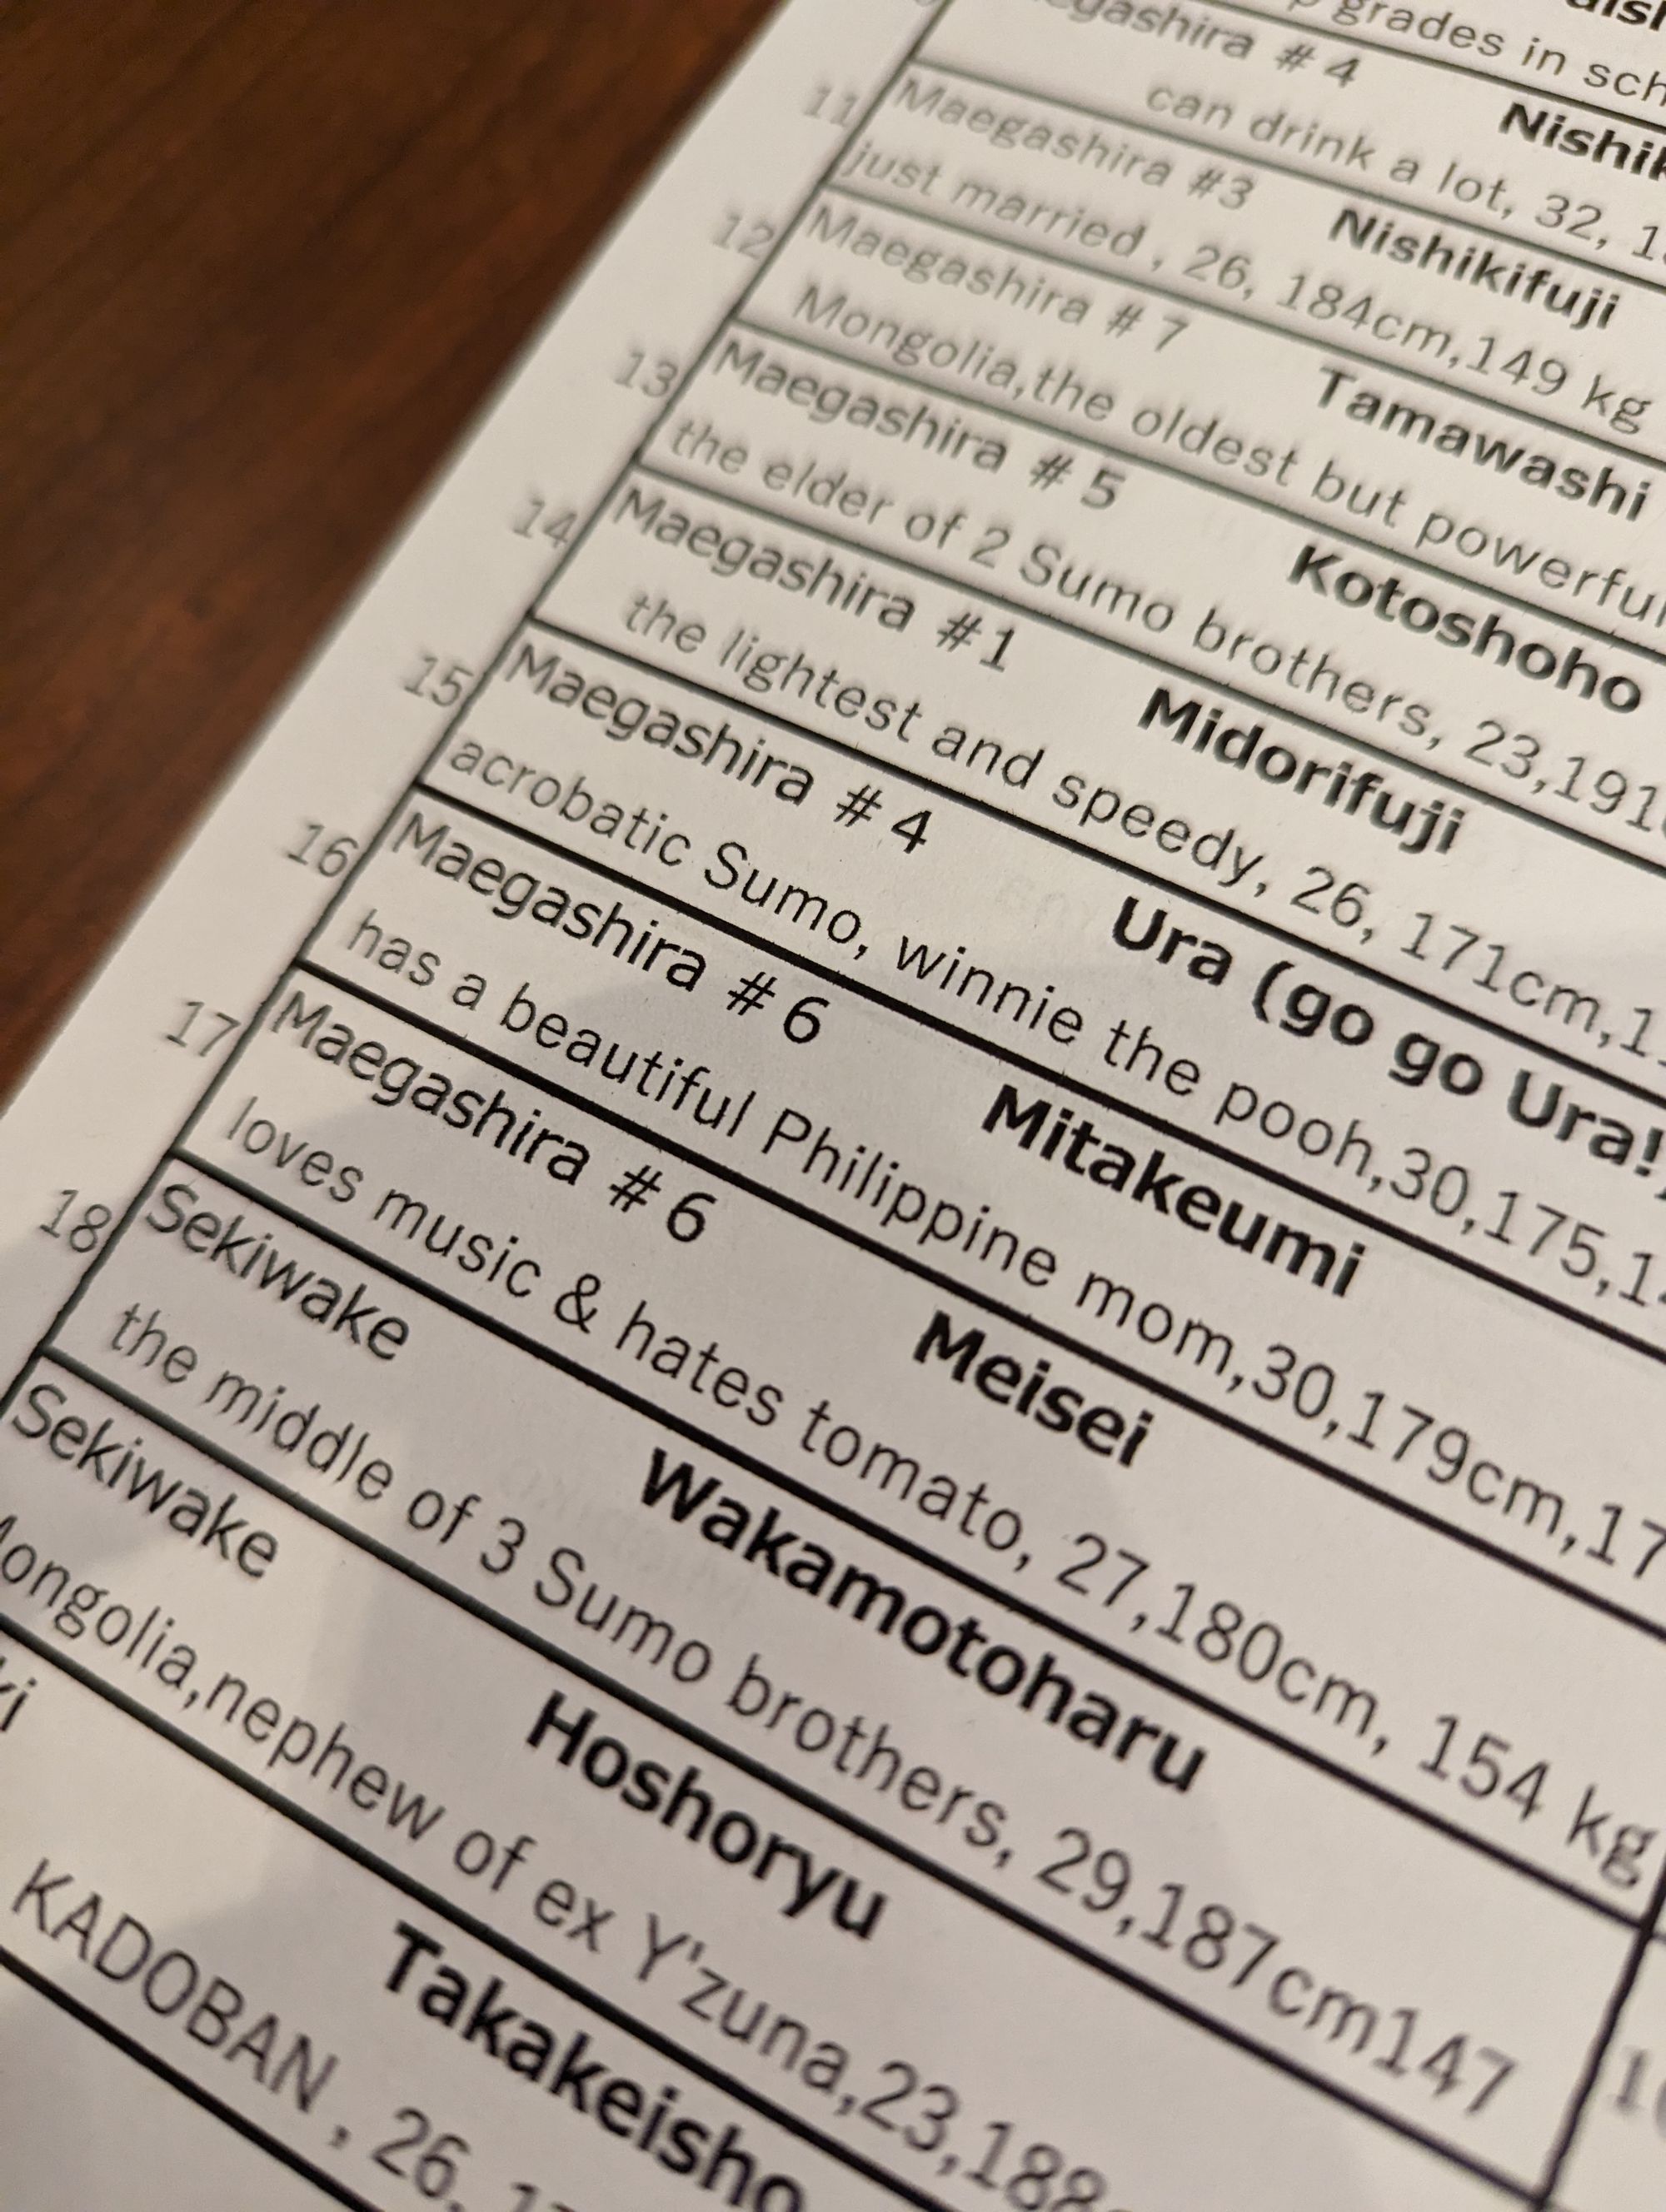 grades in
# 4
can drink a lot, 32,
11 Maegashira #3 Nishikifuji
just married , 26, 184cm,149 kg
12 Maegashira # 7 Tamawashi
Mongolia,the oldest but powerful
13 Maegashira # 5 Kotoshoho
the elder of 2 Sumo brothers, 23,191
14 Maegashira #1 Midorifuji
the lightest and speedy, 26, 171cm,
15 Maegashira # 4 Ura (go go Ura!)
acrobatic Sumo, winnie the pooh,30,175,
16 Maegashira # 6 Mitakeumi
has a beautiful Philippine mom,30,179cm,17
17 Maegashira # 6 Meisei
loves music & hates tomato, 27,180cm, 154 kg
18 Sekiwake Wakamotoharu
the middle of 3 Sumo brothers, 29,187cm147
Sekiwake Hoshoryu
Mongolia,nephew of ex Y'zuna,23,188
Takakeisho
KADOBAN , 26,